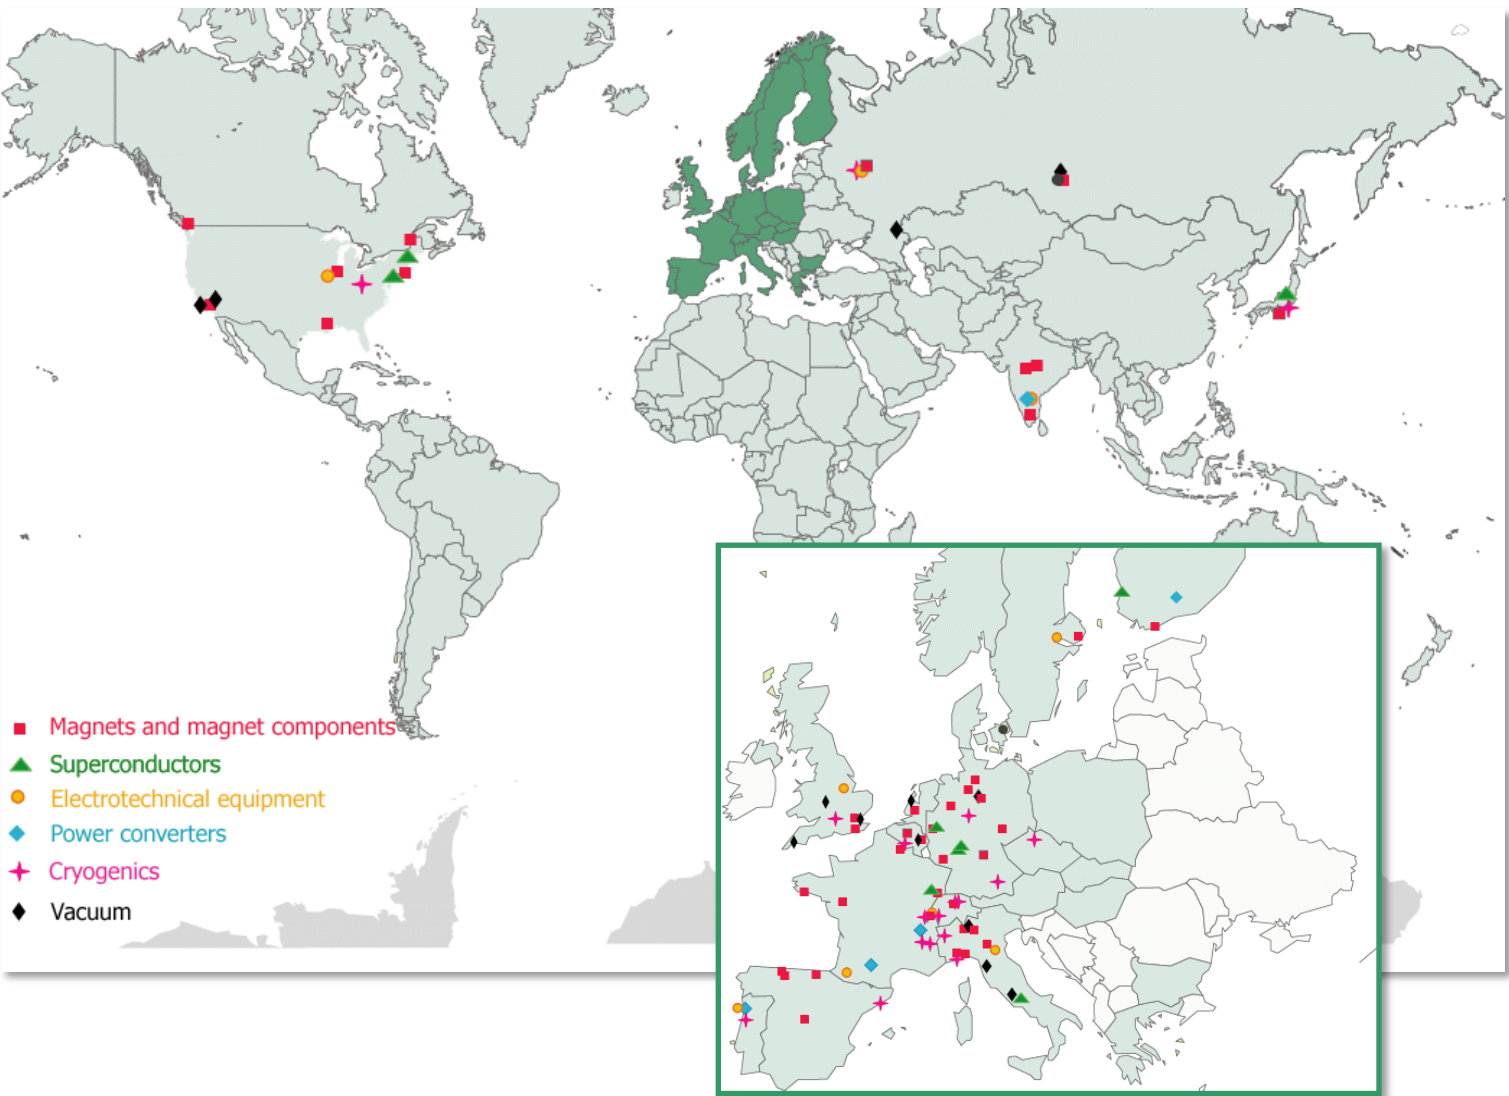 Magnets and magnet components
Superconductors
Electrotechnical equipment
Power converters
Cryogenics
Vacuum